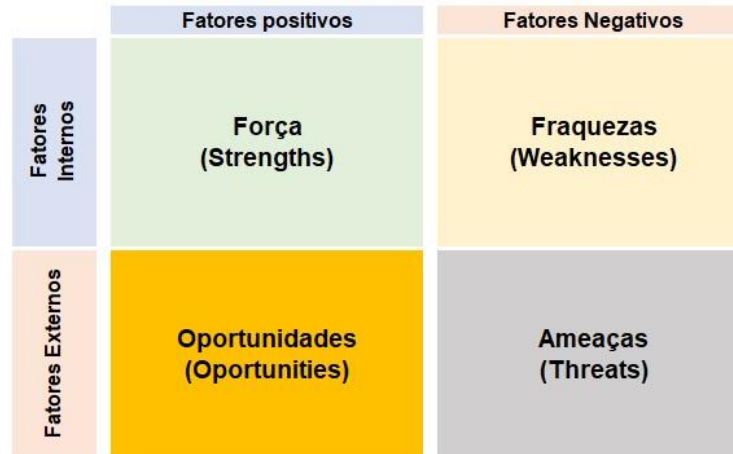 Fatores positivos
Fatores Negativos
Fatores
Internos
Força
(Strengths)
Fraquezas
(Weaknesses)
Fatores Externos
Oportunidades
(Oportunities)
Ameaças
(Threats)